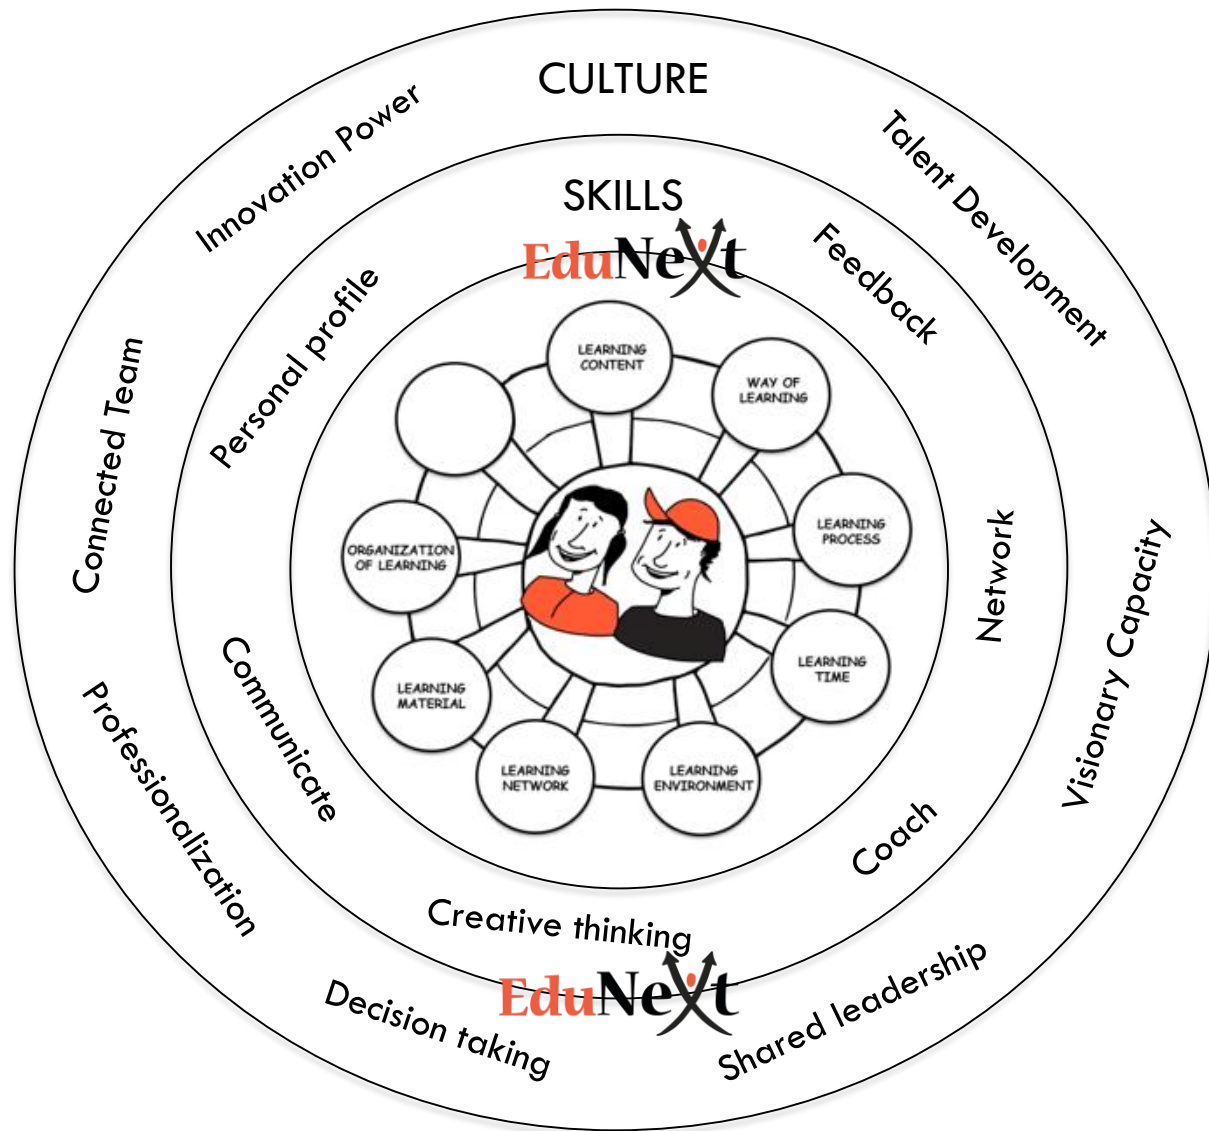 CULTURE
Innovation Power
Talent Development
SKILLS
EduNext
Personal profile
Feedback
Connected Team
Network
Visionary Capacity
LEARNING
CONTENT
WAY OF
LEARNING
LEARNING
PROCESS
LEARNING
TIME
LEARNING
ENVIRONMENT
LEARNING
NETWORK
LEARNING
MATERIAL
ORGANIZATION
OF LEARNING
Communicate
Professionalization
Coach
Creative thinking
EduNext
Decision taking
Shared leadership